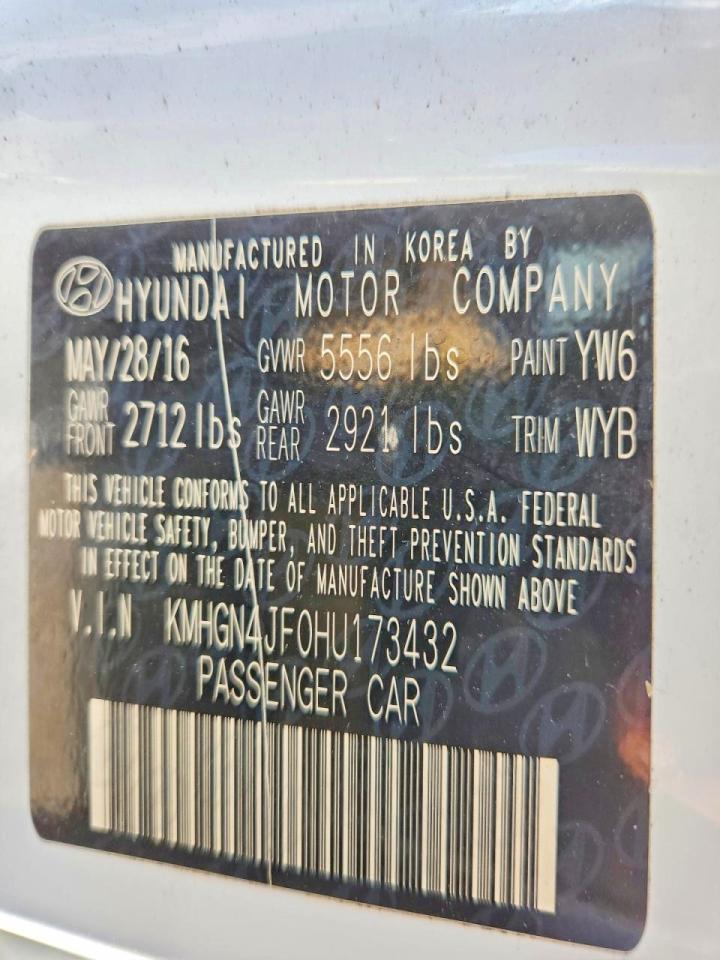 MANUFACTURED IN KOREA BY
HYUNDAI MOTOR COMPANY
MAY/28/16 GVWR 5556 lbs PAINT YW6
GAWR FRONT 2712 lbs GAWR REAR 2921 lbs TRIM WYB
THIS VEHICLE CONFORMS TO ALL APPLICABLE U.S.A. FEDERAL
MOTOR VEHICLE SAFETY, BUMPER, AND THEFT PREVENTION STANDARDS
IN EFFECT ON THE DATE OF MANUFACTURE SHOWN ABOVE
V.I.N KMHGN4JF0HU173432
PASSENGER CAR